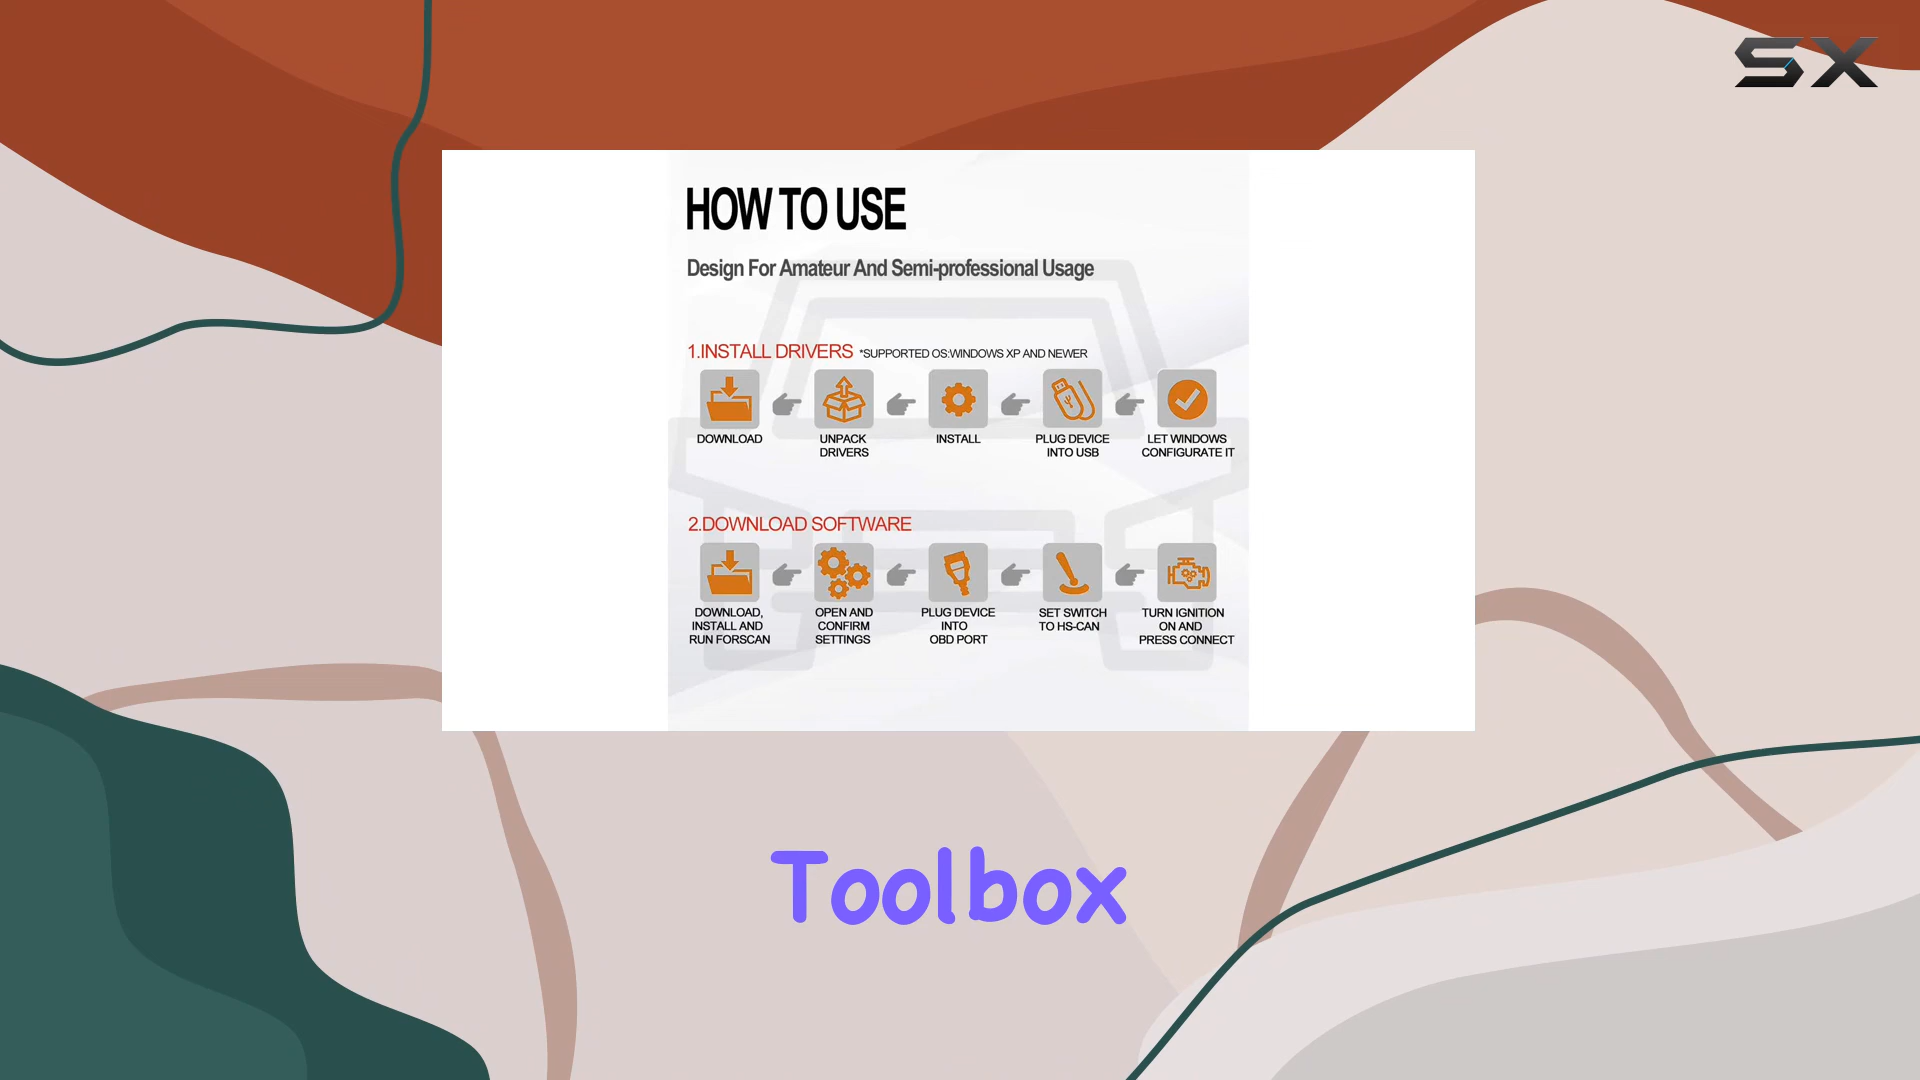 SX
HOW TO USE
Design For Amateur And Semi-professional Usage
1.INSTALL DRIVERS *SUPPORTED OS:WINDOWS XP AND NEWER
DOWNLOAD
UNPACK
DRIVERS
INSTALL
PLUG DEVICE
INTO USB
LET WINDOWS
CONFIGURATE IT
2.DOWNLOAD SOFTWARE
DOWNLOAD,
INSTALL AND
RUN FORSCAN
OPEN AND
CONFIRM
SETTINGS
PLUG DEVICE
INTO
OBD PORT
SET SWITCH
TO HS-CAN
TURN IGNITION
ON AND
PRESS CONNECT
Toolbox